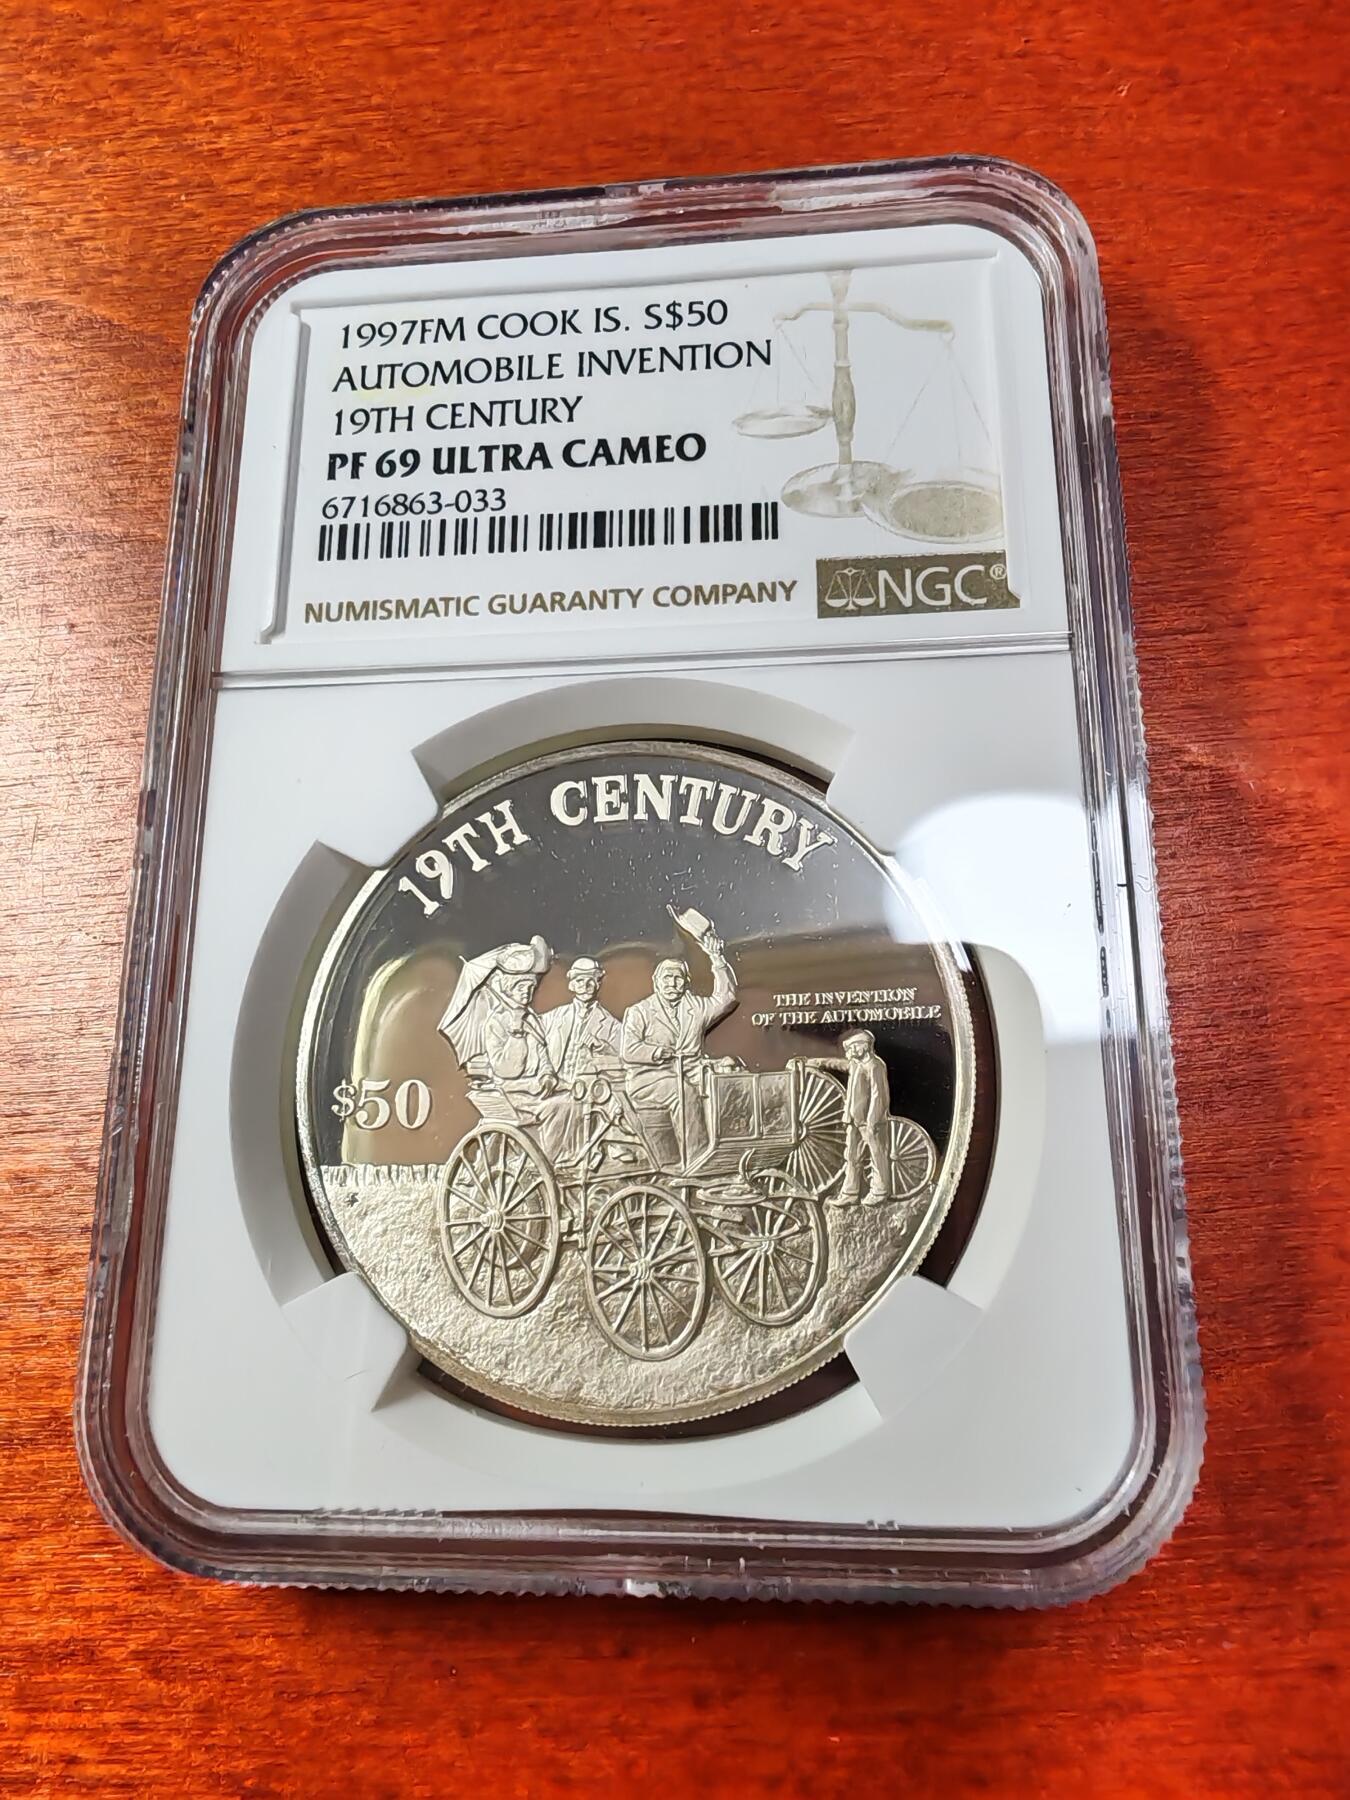 1997FM COOK IS. S$50
AUTOMOBILE INVENTION
19TH CENTURY
PF 69 ULTRA CAMEO
6716863-033
NUMISMATIC GUARANTY COMPANY
NGC®
19TH CENTURY
THE INVENTION
OF THE AUTOMOBILE
$50